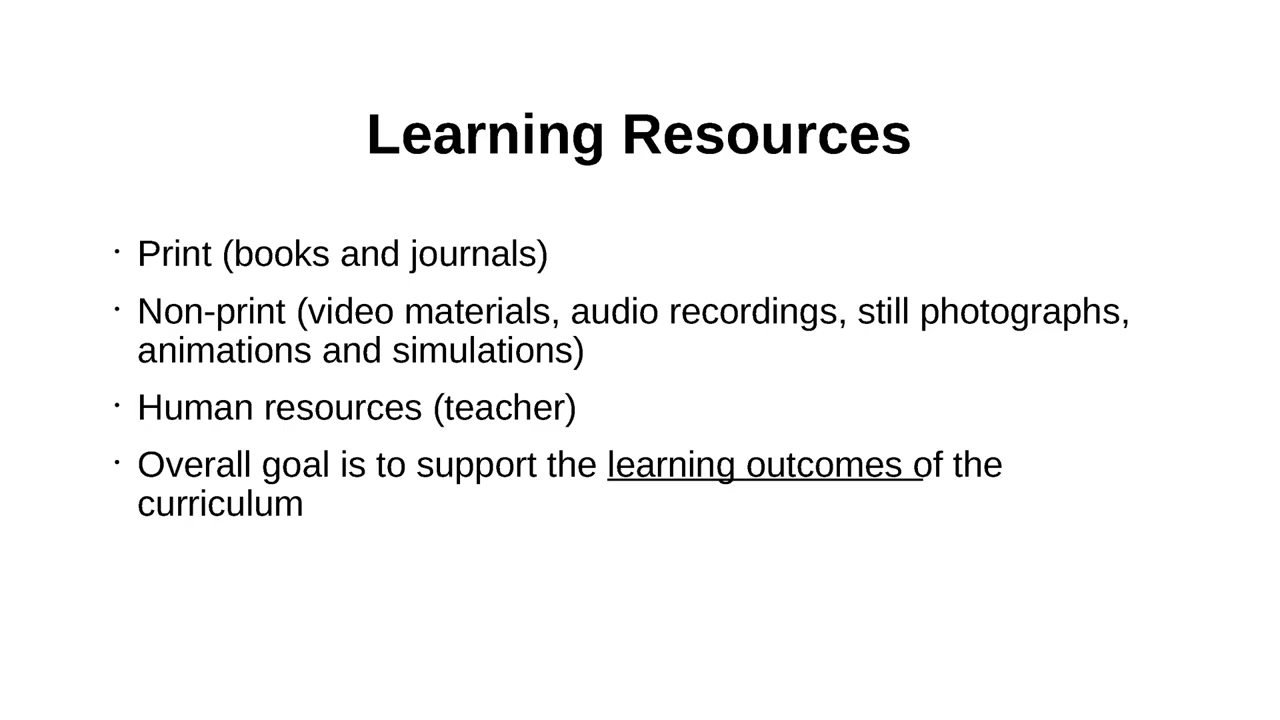 Learning Resources
· Print (books and journals)
· Non-print (video materials, audio recordings, still photographs,
animations and simulations)
· Human resources (teacher)
· Overall goal is to support the learning outcomes of the
curriculum